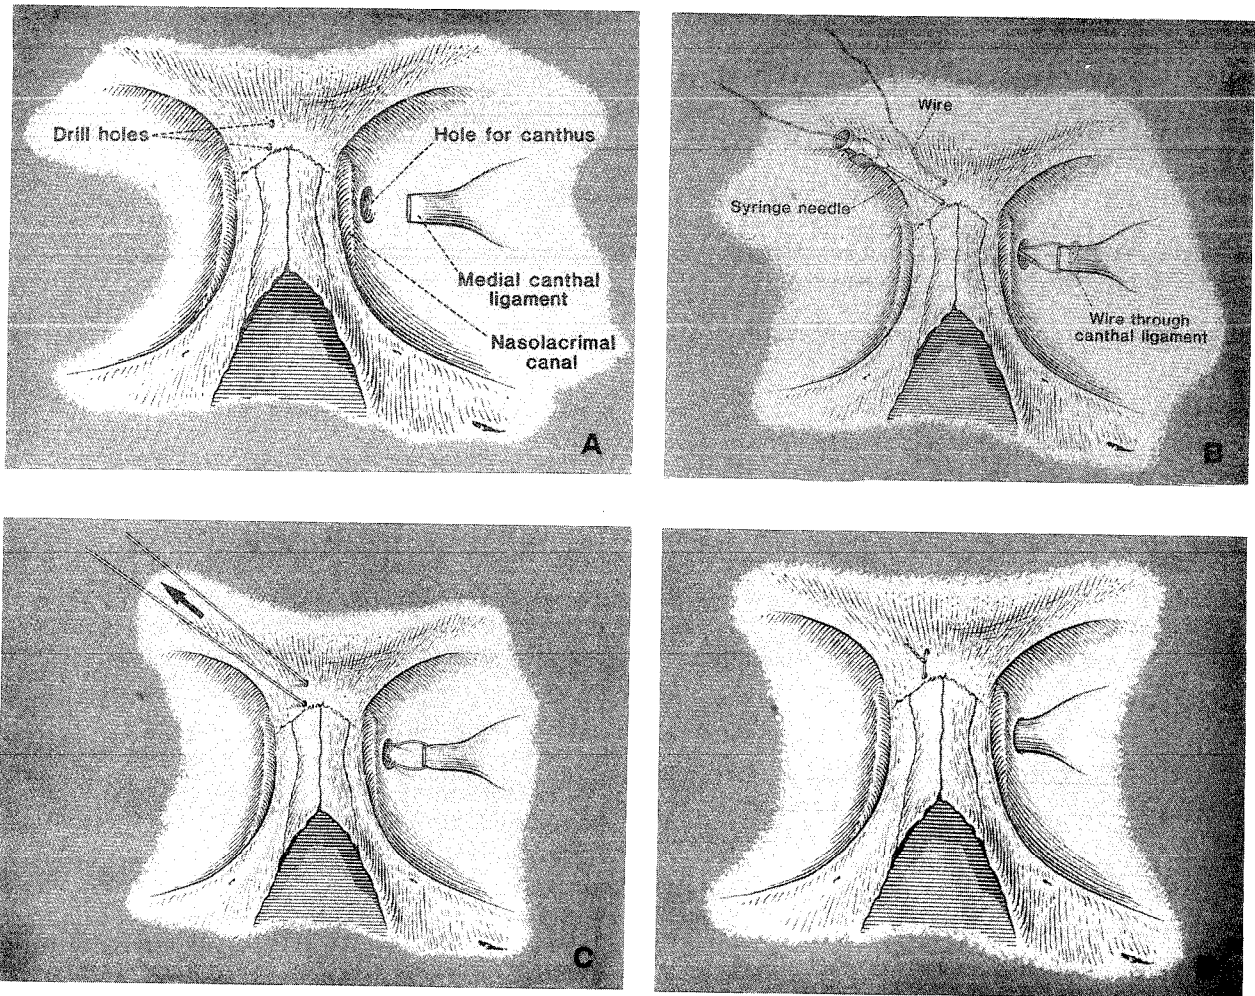 Drill holes
Hole for canthus
Medial canthal
ligament
Nasolacrimal
canal
A
Wire
Syringe needle
Wire through
canthal ligament
B
C